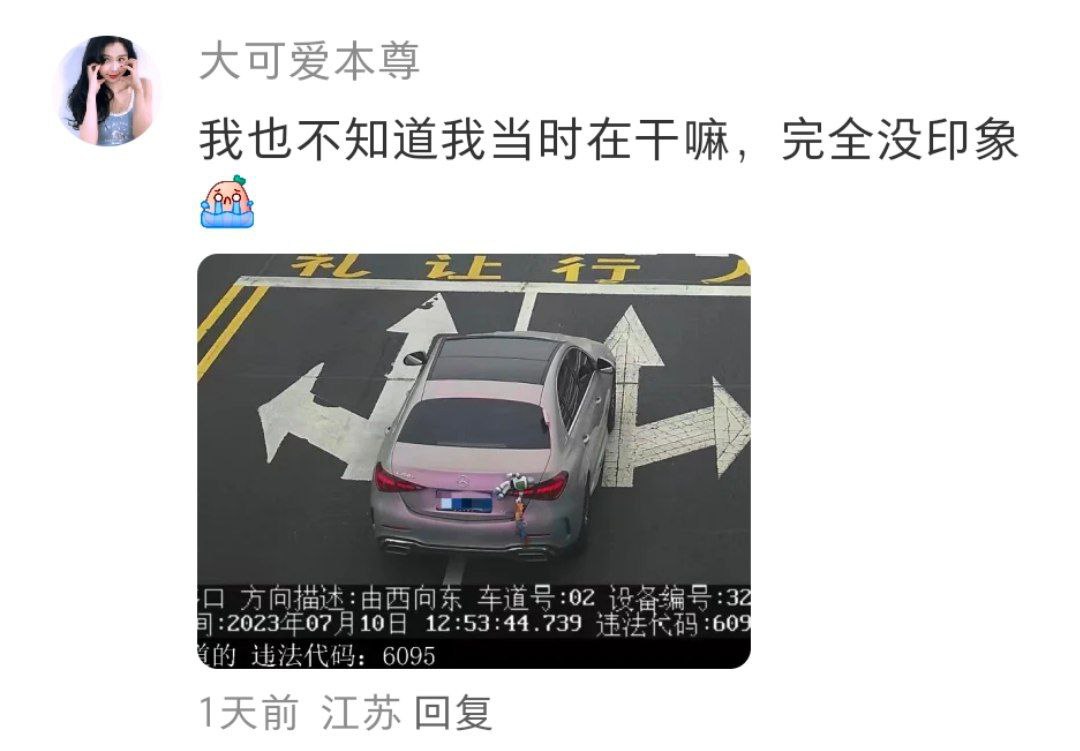 大可爱本尊
我也不知道我当时在干嘛，完全没印象
礼让行人
口 方向描述:由西向东 车道号:02 设备编号:32
间:2023年07月10日 12:53:44.739 违法代码:609
道的 违法代码：6095
1天前 江苏 回复